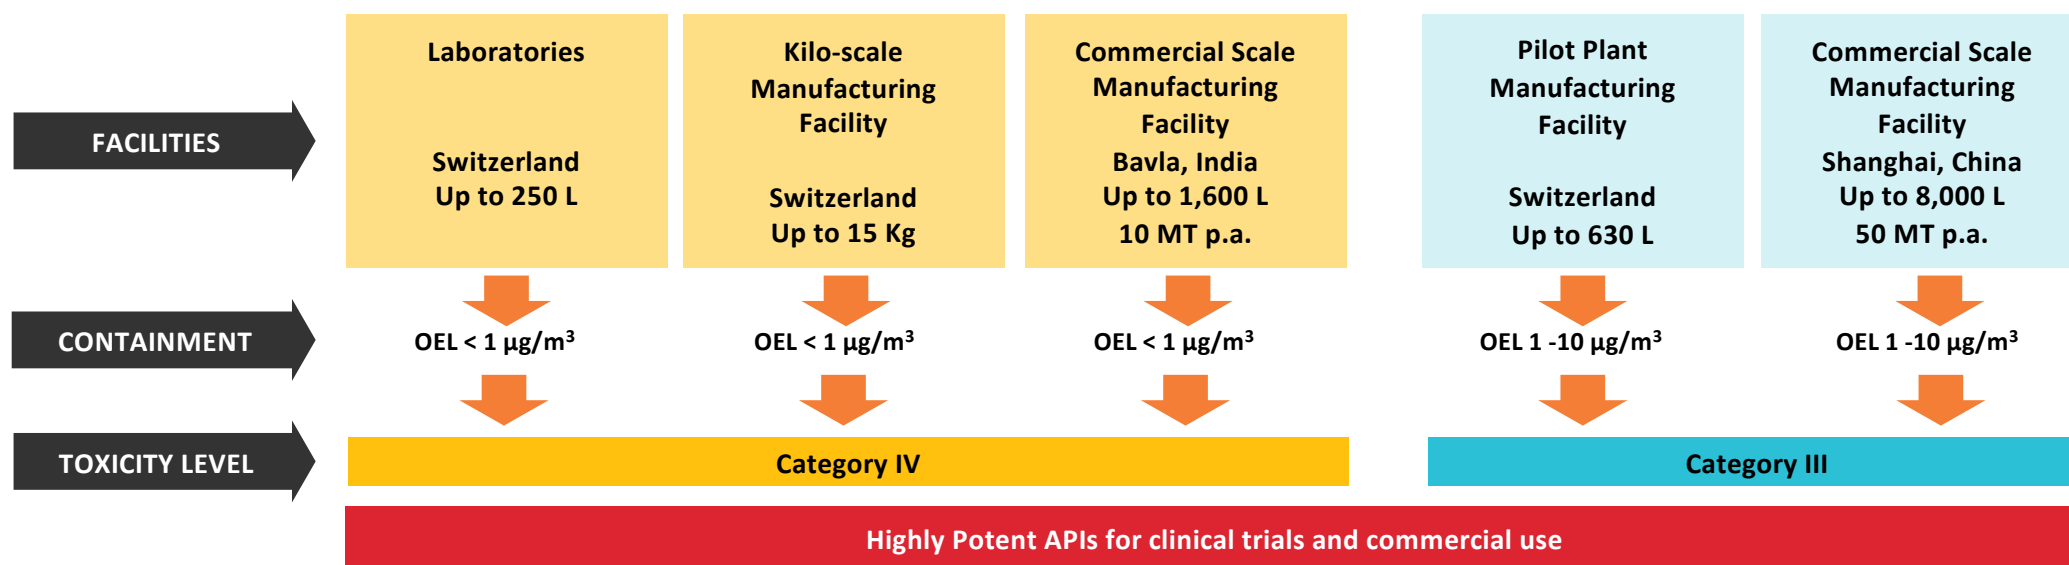 FACILITIES
Laboratories
Switzerland
Up to 250 L
Kilo-scale
Manufacturing
Facility
Switzerland
Up to 15 Kg
Commercial Scale
Manufacturing
Facility
Bavla, India
Up to 1,600 L
10 MT p.a.
Pilot Plant
Manufacturing
Facility
Switzerland
Up to 630 L
Commercial Scale
Manufacturing
Facility
Shanghai, China
Up to 8,000 L
50 MT p.a.
CONTAINMENT
OEL < 1 µg/m³
OEL < 1 µg/m³
OEL < 1 µg/m³
OEL 1 -10 µg/m³
OEL 1 -10 µg/m³
TOXICITY LEVEL
Category IV
Category III
Highly Potent APIs for clinical trials and commercial use